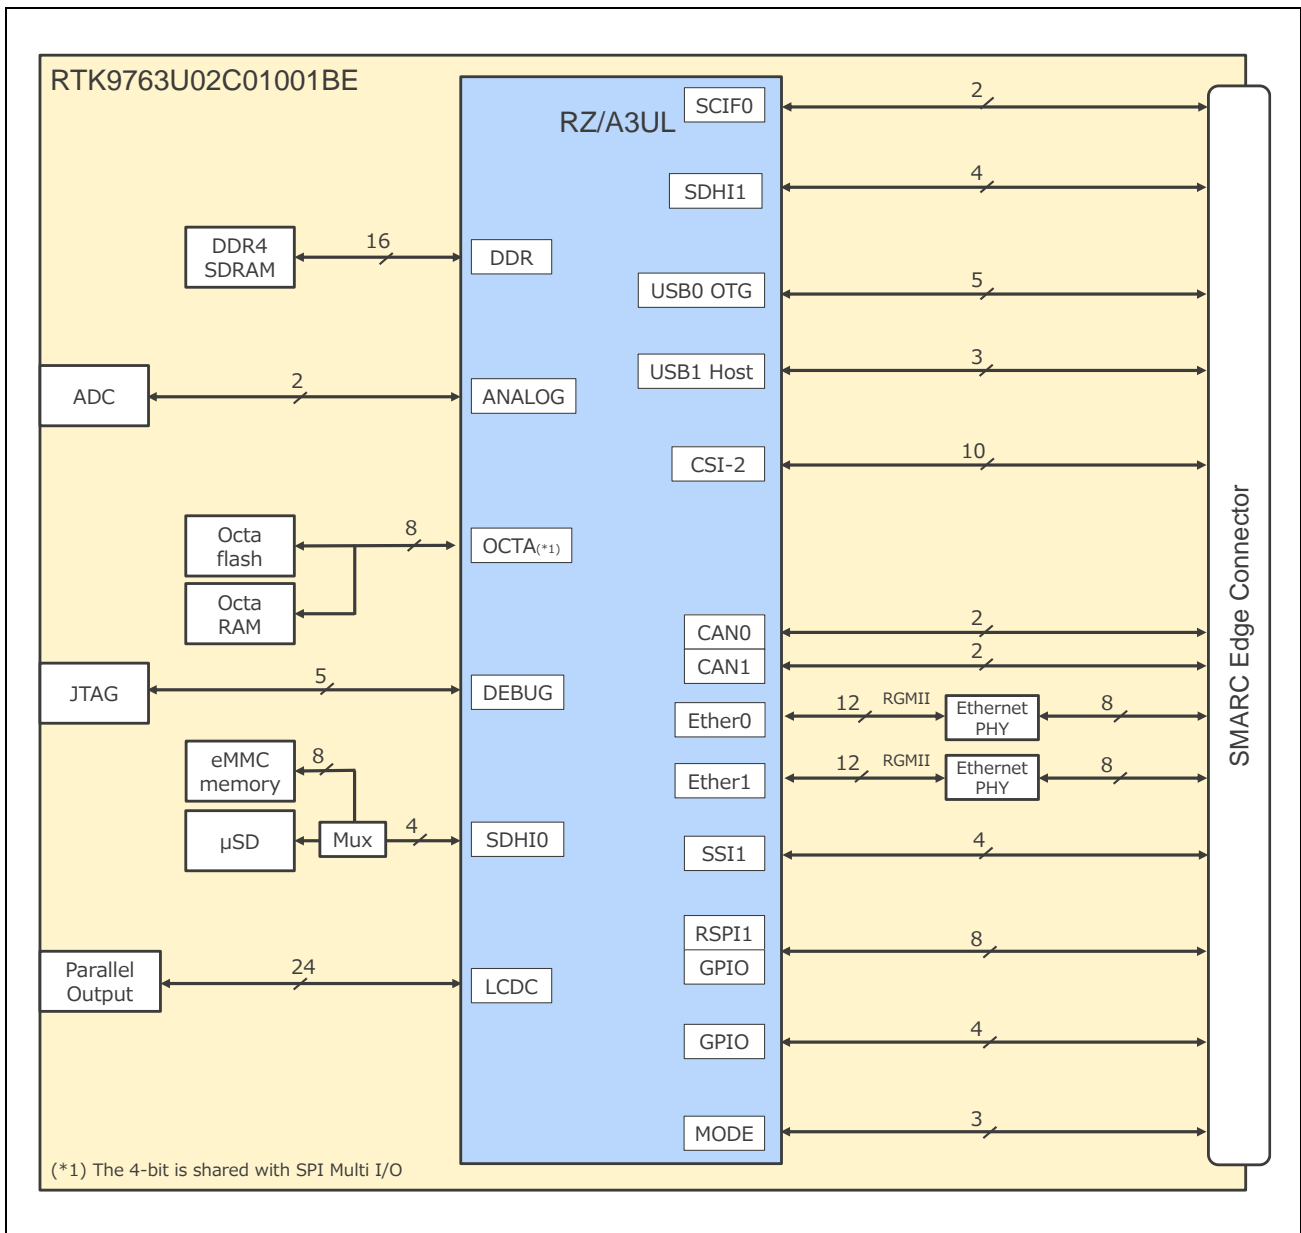 RTK9763U02C01001BE
RZ/A3UL
SCIF0
2
SDHI1
4
DDR4
SDRAM
16
DDR
USB0 OTG
5
USB1 Host
3
ADC
2
ANALOG
CSI-2
10
Octa
flash
8
OCTA(*1)
Octa
RAM
CAN0
2
CAN1
2
JTAG
5
DEBUG
Ether0
12
RGMII
Ethernet
PHY
8
Ether1
12
RGMII
Ethernet
PHY
8
eMMC
memory
8
µSD
Mux
4
SDHI0
SSI1
4
RSPI1
GPIO
8
Parallel
Output
24
LCDC
GPIO
4
MODE
3
SMARC Edge Connector
(*1) The 4-bit is shared with SPI Multi I/O